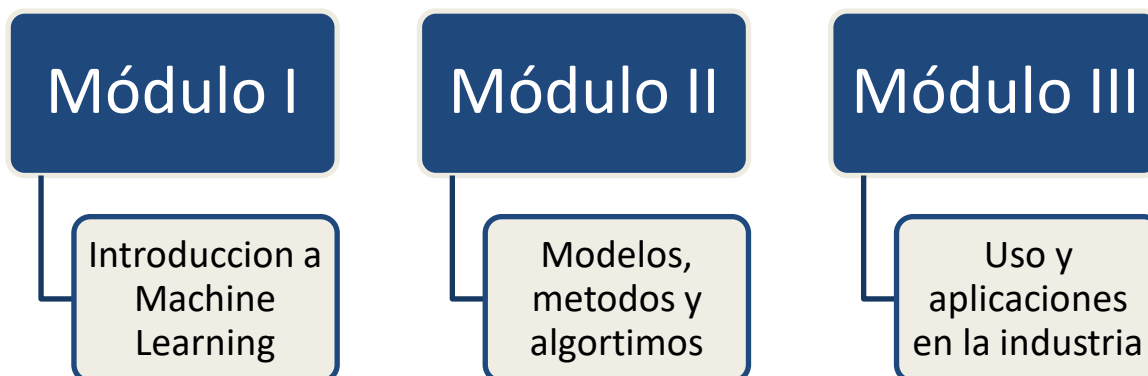 Módulo I
Introduccion a
Machine
Learning
Módulo II
Modelos,
metodos y
algortimos
Módulo III
Uso y
aplicaciones
en la industria